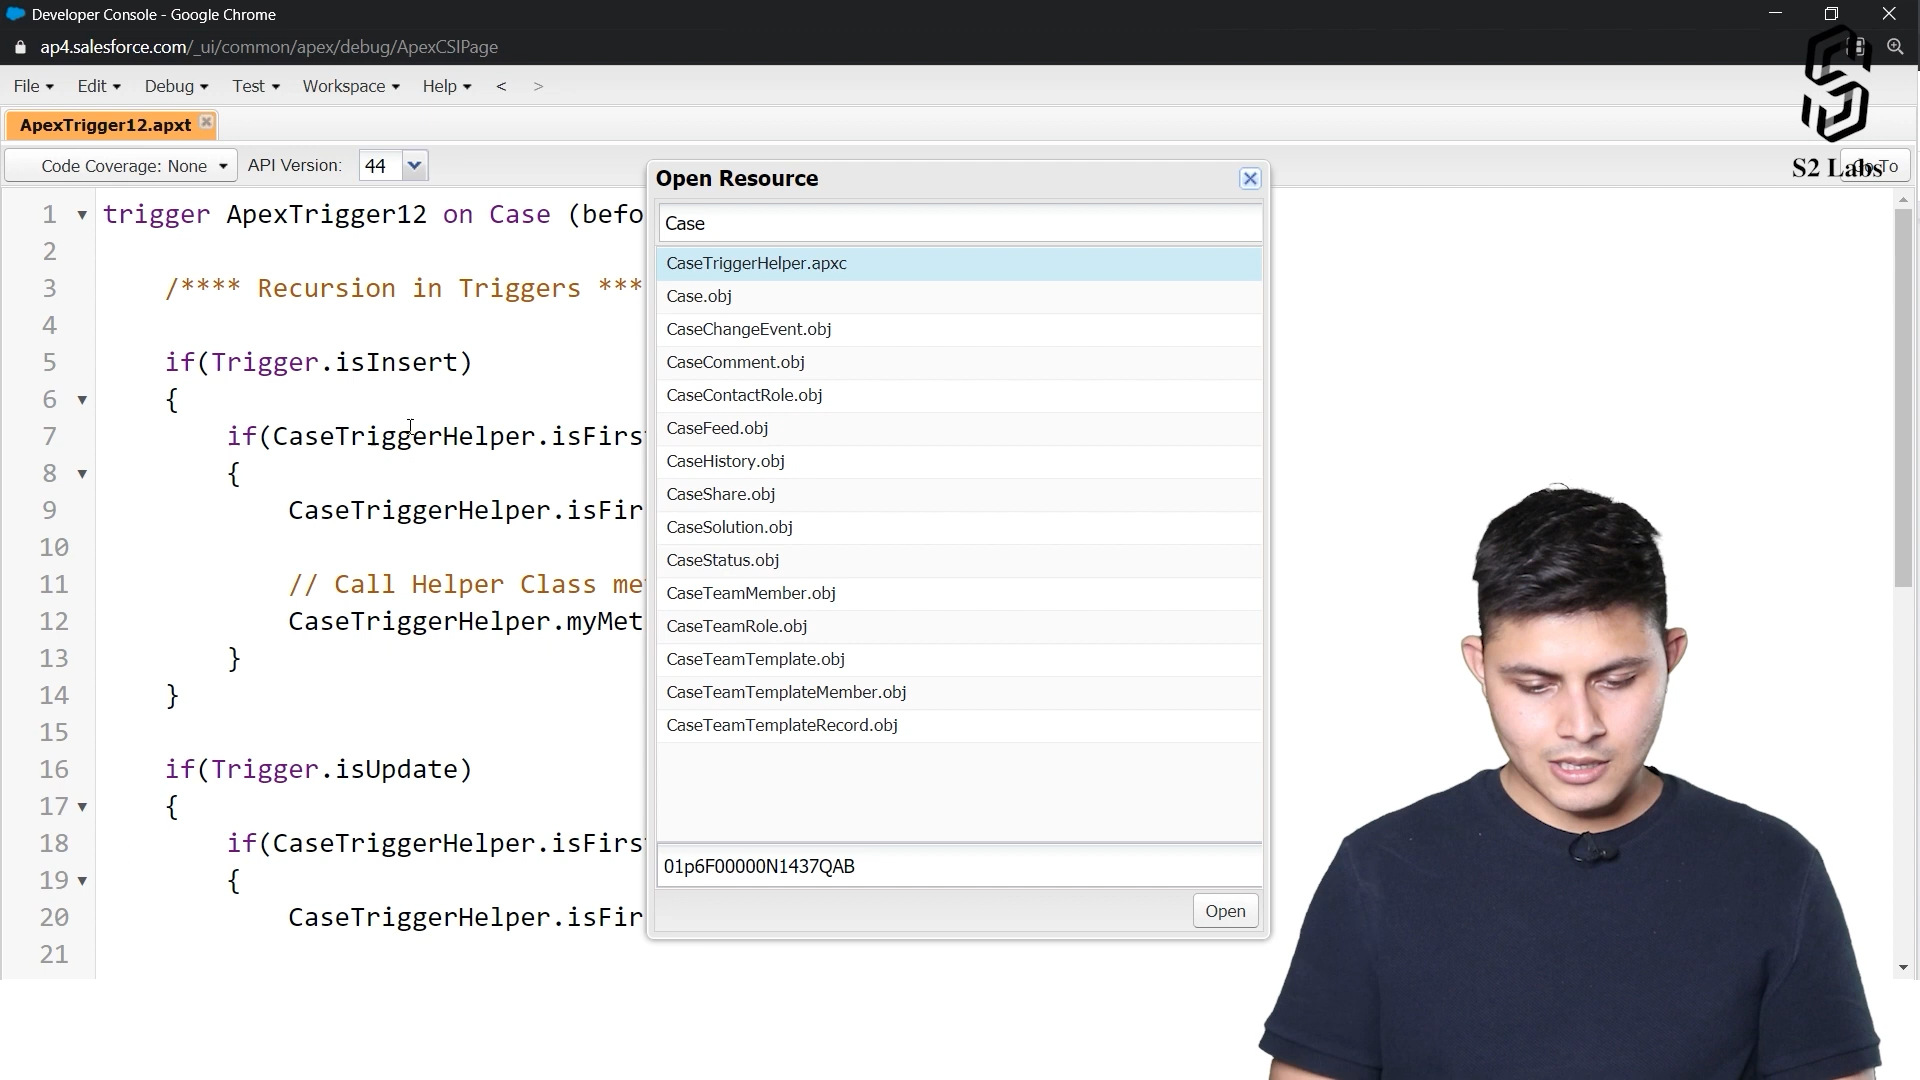 Developer Console - Google Chrome
ap4.salesforce.com/_ui/common/apex/debug/ApexCSIPage
File Edit Debug Test Workspace Help < >
ApexTrigger12.apxt
Code Coverage: None API Version: 44
Go To
S2 Labs
1 trigger ApexTrigger12 on Case (befo
2
3 /**** Recursion in Triggers ***
4
5 if(Trigger.isInsert)
6 {
7 if(CaseTriggerHelper.isFirs
8 {
9 CaseTriggerHelper.isFir
10
11 // Call Helper Class me
12 CaseTriggerHelper.myMet
13 }
14 }
15
16 if(Trigger.isUpdate)
17 {
18 if(CaseTriggerHelper.isFirs
19 {
20 CaseTriggerHelper.isFir
21
Open Resource
Case
CaseTriggerHelper.apxc
Case.obj
CaseChangeEvent.obj
CaseComment.obj
CaseContactRole.obj
CaseFeed.obj
CaseHistory.obj
CaseShare.obj
CaseSolution.obj
CaseStatus.obj
CaseTeamMember.obj
CaseTeamRole.obj
CaseTeamTemplate.obj
CaseTeamTemplateMember.obj
CaseTeamTemplateRecord.obj
01p6F00000N1437QAB
Open